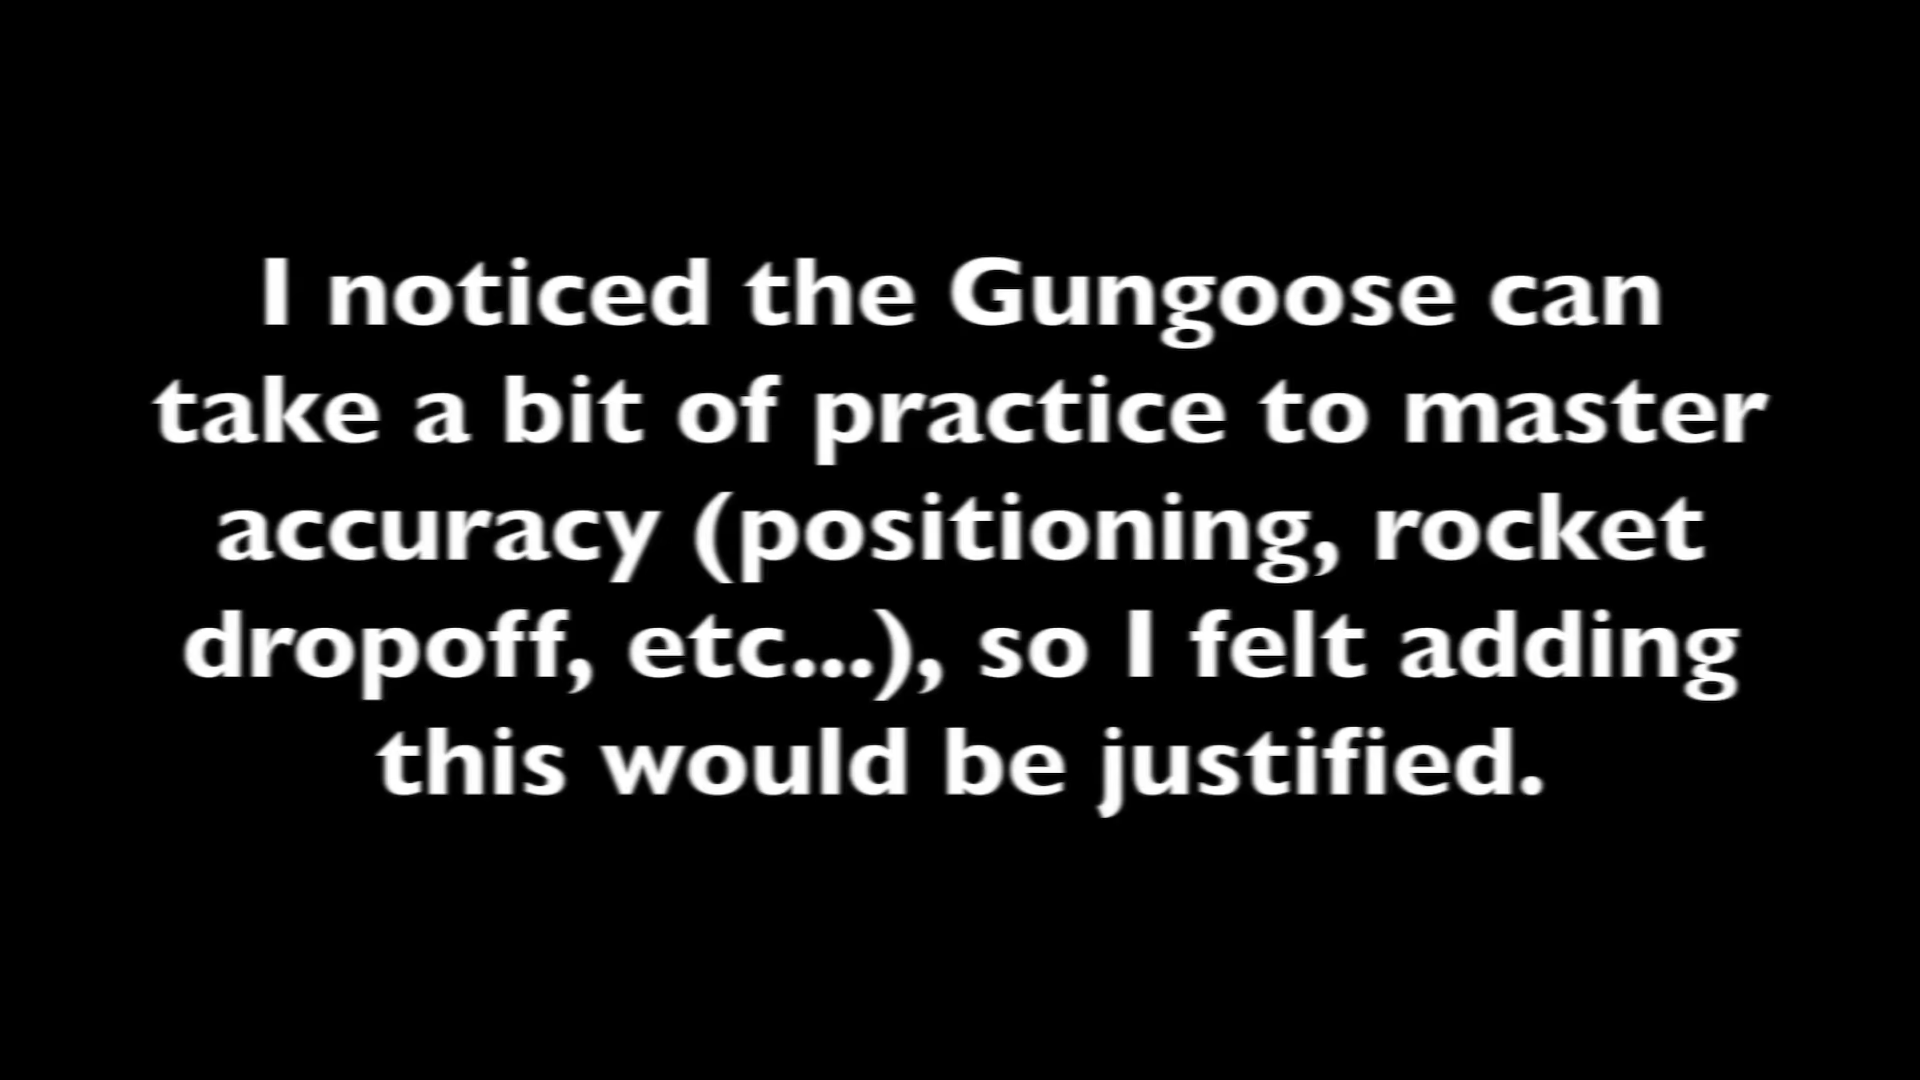 I noticed the Gungoose can
take a bit of practice to master
accuracy (positioning, rocket
dropoff, etc...), so I felt adding
this would be justified.